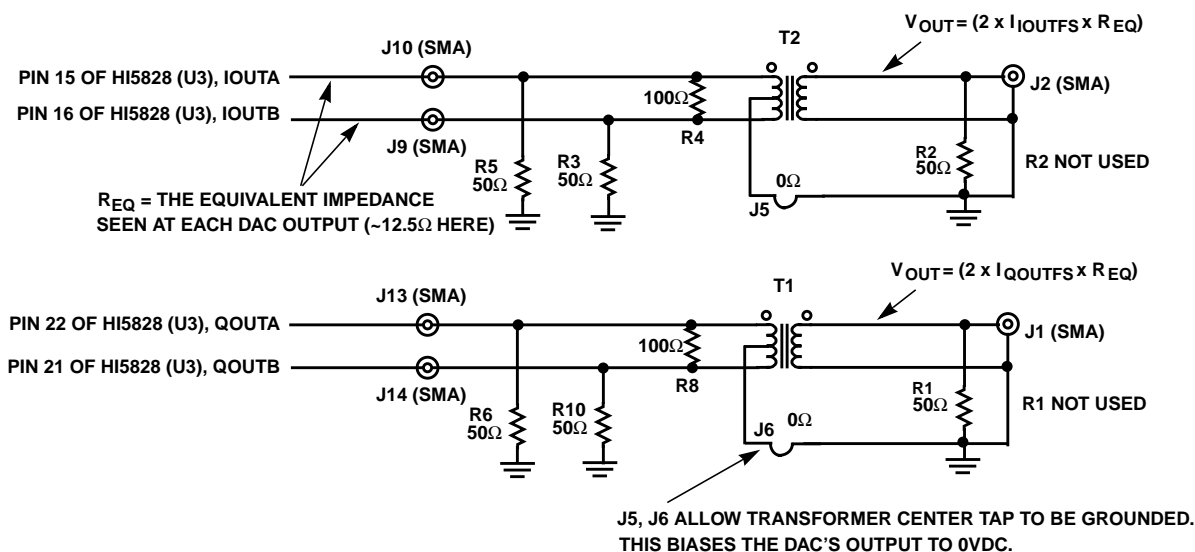 V_OUT = (2 x I_IOUTFS x R_EQ)
T2
J10 (SMA)
PIN 15 OF HI5828 (U3), IOUTA
J2 (SMA)
100Ω
PIN 16 OF HI5828 (U3), IOUTB
R4
J9 (SMA)
R5
50Ω
R3
50Ω
R2
50Ω
R2 NOT USED
0Ω
J5
R_EQ = THE EQUIVALENT IMPEDANCE
SEEN AT EACH DAC OUTPUT (~12.5Ω HERE)
V_OUT = (2 x I_QOUTFS x R_EQ)
T1
J13 (SMA)
PIN 22 OF HI5828 (U3), QOUTA
J1 (SMA)
100Ω
PIN 21 OF HI5828 (U3), QOUTB
R8
J14 (SMA)
R6
50Ω
R10
50Ω
R1
50Ω
R1 NOT USED
0Ω
J6
J5, J6 ALLOW TRANSFORMER CENTER TAP TO BE GROUNDED.
THIS BIASES THE DAC'S OUTPUT TO 0VDC.